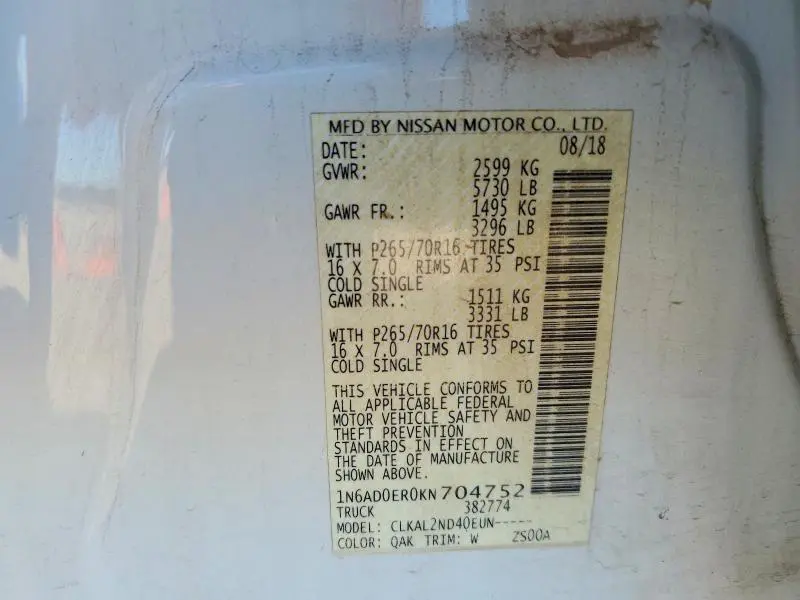 MFD BY NISSAN MOTOR CO., LTD.
DATE: 08/18
GVWR: 2599 KG
5730 LB
GAWR FR.: 1495 KG
3296 LB
WITH P265/70R16 TIRES
16 X 7.0 RIMS AT 35 PSI
COLD SINGLE
GAWR RR.: 1511 KG
3331 LB
WITH P265/70R16 TIRES
16 X 7.0 RIMS AT 35 PSI
COLD SINGLE
THIS VEHICLE CONFORMS TO
ALL APPLICABLE FEDERAL
MOTOR VEHICLE SAFETY AND
THEFT PREVENTION
STANDARDS IN EFFECT ON
THE DATE OF MANUFACTURE
SHOWN ABOVE.
1N6AD0ER0KN704752
TRUCK 382774
MODEL: CLKAL2ND40EUN-----
COLOR: QAK TRIM: W ZS00A